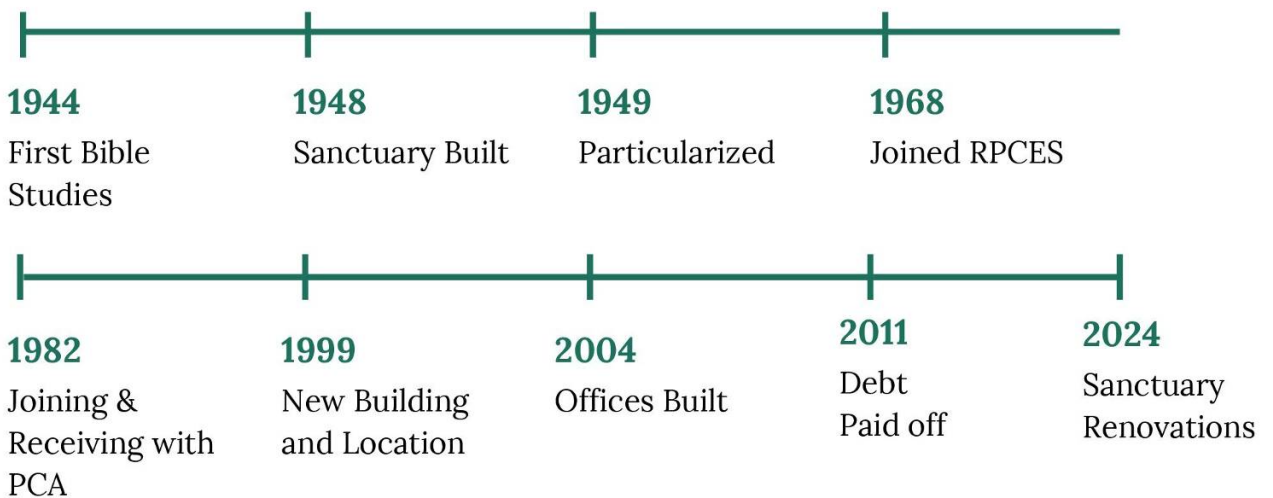 1944
First Bible
Studies
1948
Sanctuary Built
1949
Particularized
1968
Joined RPCES
1982
Joining &
Receiving with
PCA
1999
New Building
and Location
2004
Offices Built
2011
Debt
Paid off
2024
Sanctuary
Renovations